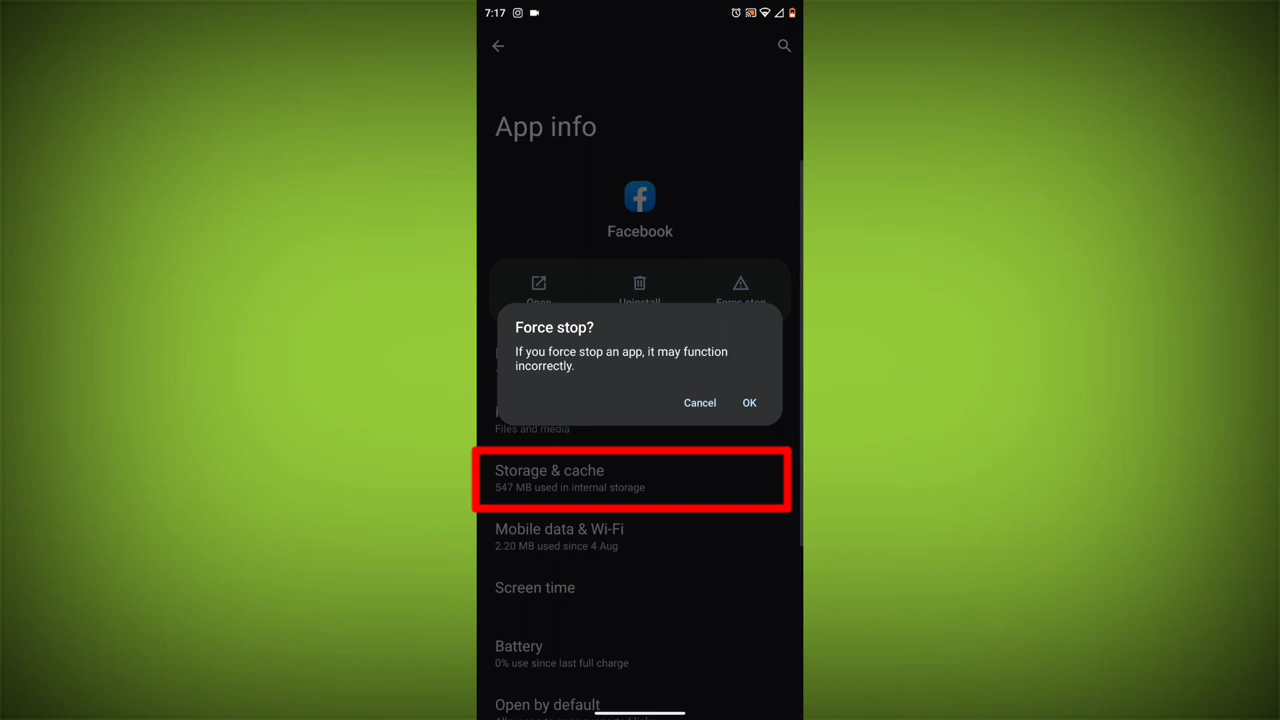 7:17
App info
Facebook
Open
Uninstall
Force stop
Force stop?
If you force stop an app, it may function
incorrectly.
Cancel
OK
Files and media
Storage & cache
547 MB used in internal storage
Mobile data & Wi-Fi
2.20 MB used since 4 Aug
Screen time
Battery
0% use since last full charge
Open by default